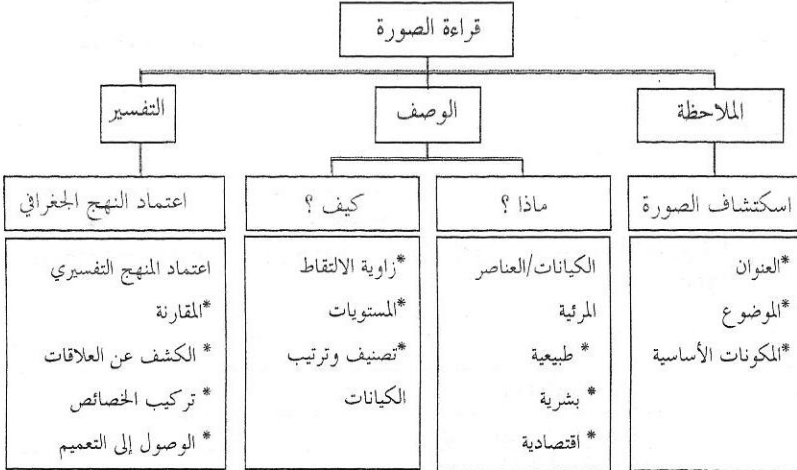 قراءة الصورة
الملاحظة
الوصف
التفسير
اسكتشاف الصورة
ماذا ؟
كيف ؟
اعتماد النهج الجغرافي
*العنوان
*الموضوع
*المكونات الأساسية
الكيانات/العناصر
المرئية
* طبيعية
* بشرية
* اقتصادية
*زاوية الالتقاط
*المستويات
*تصنيف وترتيب
الكيانات
اعتماد المنهج التفسيري
*المقارنة
* الكشف عن العلاقات
* تركيب الخصائص
* الوصول إلى التعميم